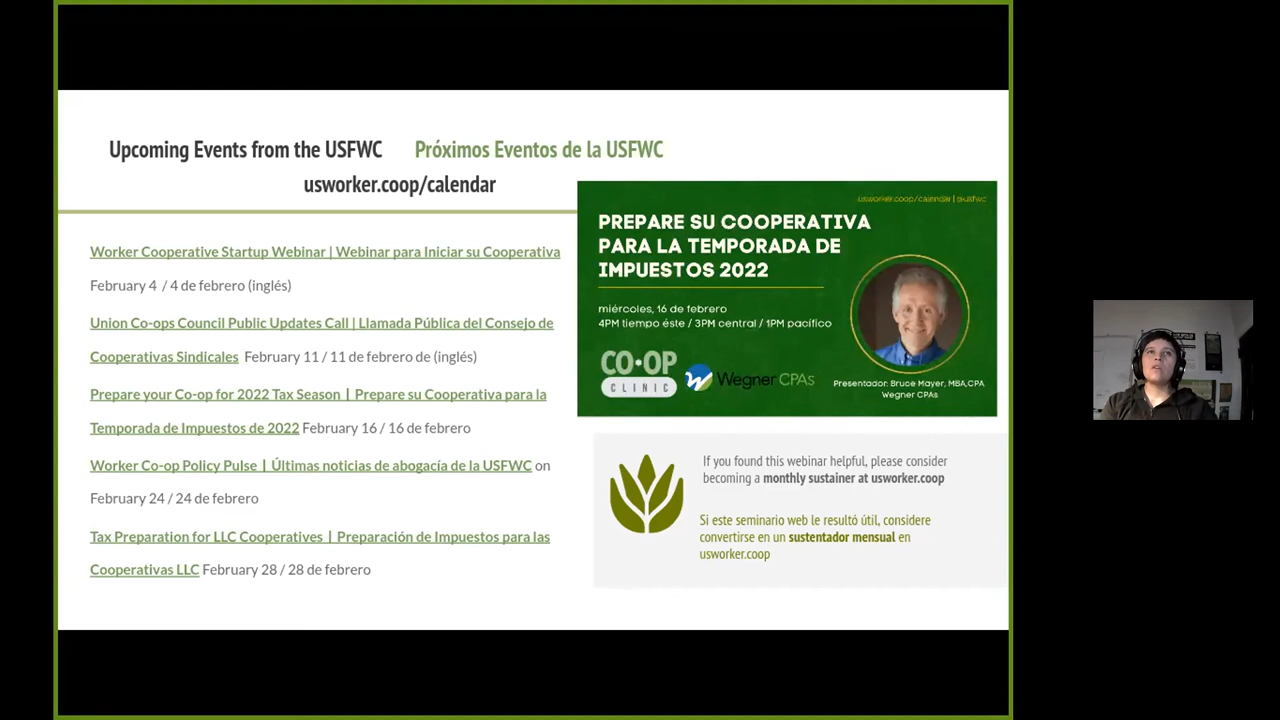 Upcoming Events from the USFWC Próximos Eventos de la USFWC
usworker.coop/calendar
Worker Cooperative Startup Webinar | Webinar para Iniciar su Cooperativa
February 4 / 4 de febrero (inglés)
Union Co-ops Council Public Updates Call | Llamada Pública del Consejo de
Cooperativas Sindicales February 11 / 11 de febrero de (inglés)
Prepare your Co-op for 2022 Tax Season | Prepare su Cooperativa para la
Temporada de Impuestos de 2022 February 16 / 16 de febrero
Worker Co-op Policy Pulse | Últimas noticias de abogacía de la USFWC on
February 24 / 24 de febrero
Tax Preparation for LLC Cooperatives | Preparación de Impuestos para las
Cooperativas LLC February 28 / 28 de febrero
usworker.coop/calendar | @usfwc
PREPARE SU COOPERATIVA
PARA LA TEMPORADA DE
IMPUESTOS 2022
miércoles, 16 de febrero
4PM tiempo éste / 3PM central / 1PM pacífico
CO•OP
CLINIC
Wegner CPAs
Presentador: Bruce Mayer, MBA,CPA
Wegner CPAs
If you found this webinar helpful, please consider
becoming a monthly sustainer at usworker.coop
Si este seminario web le resultó útil, considere
convertirse en un sustentador mensual en
usworker.coop